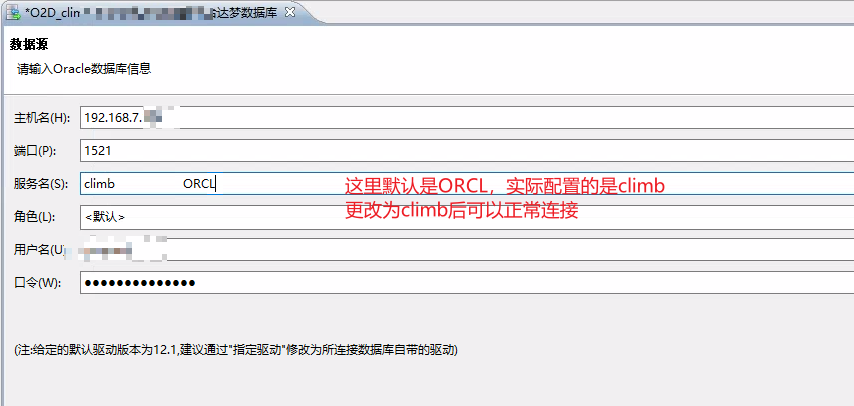 *O2D_clim 达梦数据库
数据源
请输入Oracle数据库信息
主机名(H): 192.168.7.
端口(P): 1521
服务名(S): climb ORCL
这里默认是ORCL，实际配置的是climb
更改为climb后可以正常连接
角色(L): <默认>
用户名(U
口令(W): ●●●●●●●●●●●●●●
(注:给定的默认驱动版本为12.1,建议通过"指定驱动"修改为所连接数据库自带的驱动)